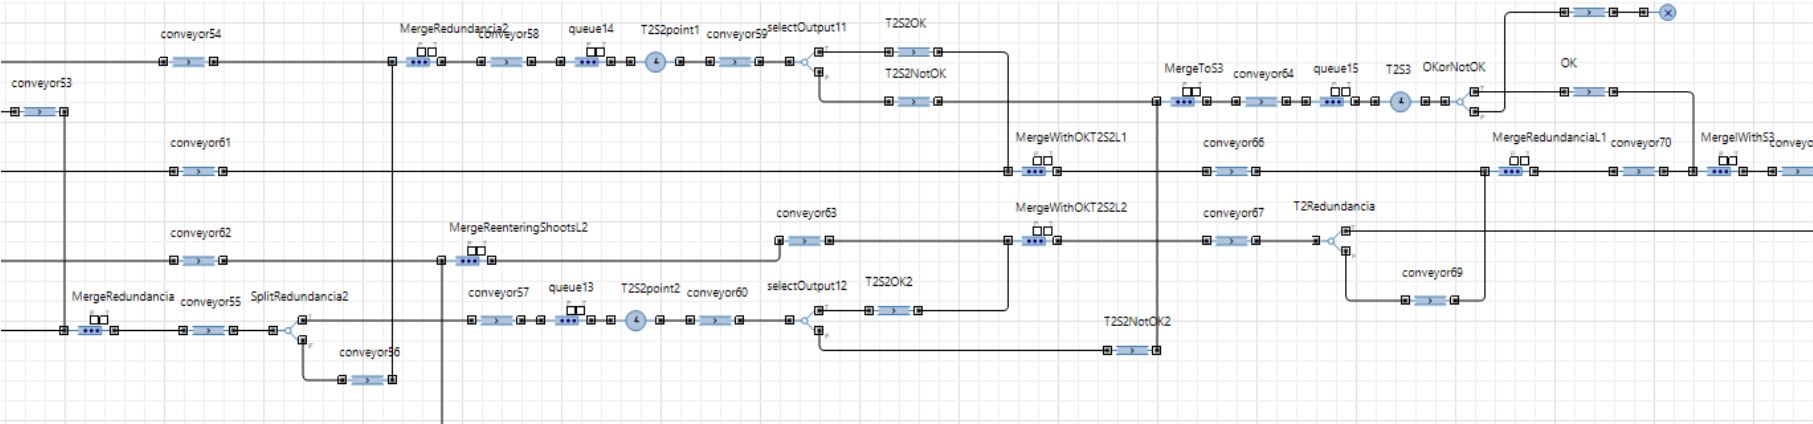 conveyor54
MergeRedundancia2
conveyor58
queue14
T2S2point1
conveyor59
selectOutput11
T2S2OK
conveyor53
T2S2NotOK
MergeToS3
conveyor64
queue15
T2S3
OKorNotOK
OK
conveyor61
MergeWithOKT2S2L1
conveyor66
MergeRedundanciaL1
conveyor70
MergeIWithS3
conveyo
conveyor62
MergeReenteringShootsL2
conveyor63
MergeWithOKT2S2L2
conveyor67
T2Redundancia
MergeRedundancia
conveyor55
SplitRedundancia2
conveyor57
queue13
T2S2point2
conveyor60
selectOutput12
T2S2OK2
conveyor69
T2S2NotOK2
conveyor56